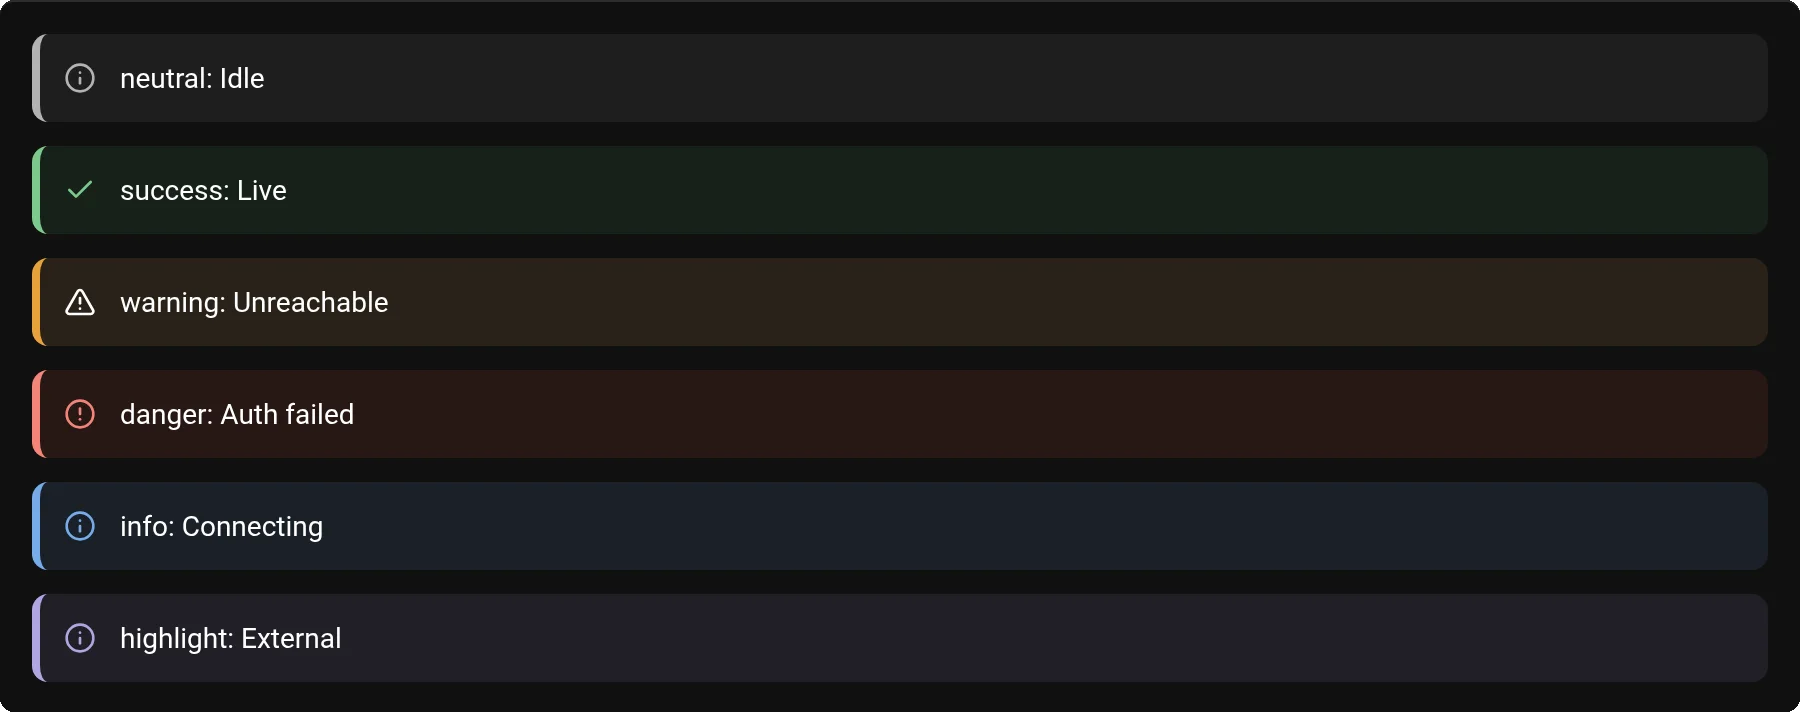 neutral: Idle
success: Live
warning: Unreachable
danger: Auth failed
info: Connecting
highlight: External